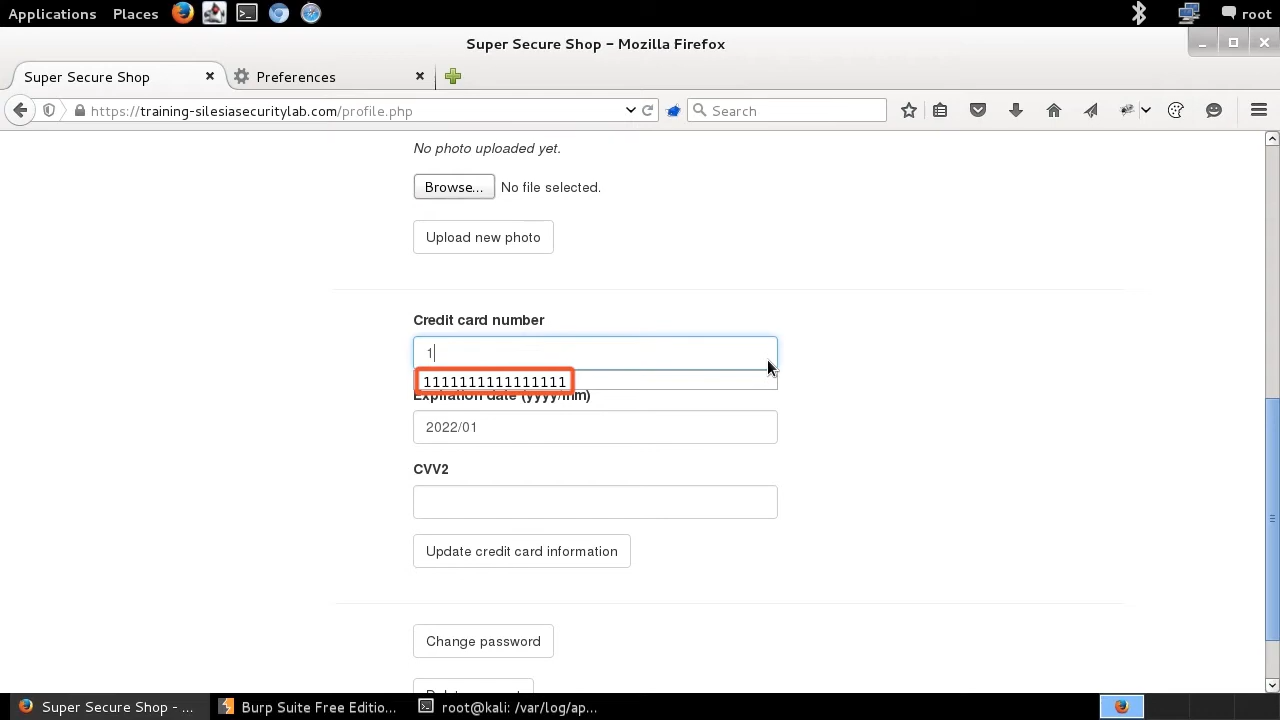 Applications Places root
Super Secure Shop - Mozilla Firefox
Super Secure Shop Preferences
https://training-silesiasecuritylab.com/profile.php Search
No photo uploaded yet.
Browse... No file selected.
Upload new photo
Credit card number
1
1111111111111111
Expiration date (yyyy/mm)
2022/01
CVV2
Update credit card information
Change password
Super Secure Shop - ... Burp Suite Free Editio... root@kali: /var/log/ap...